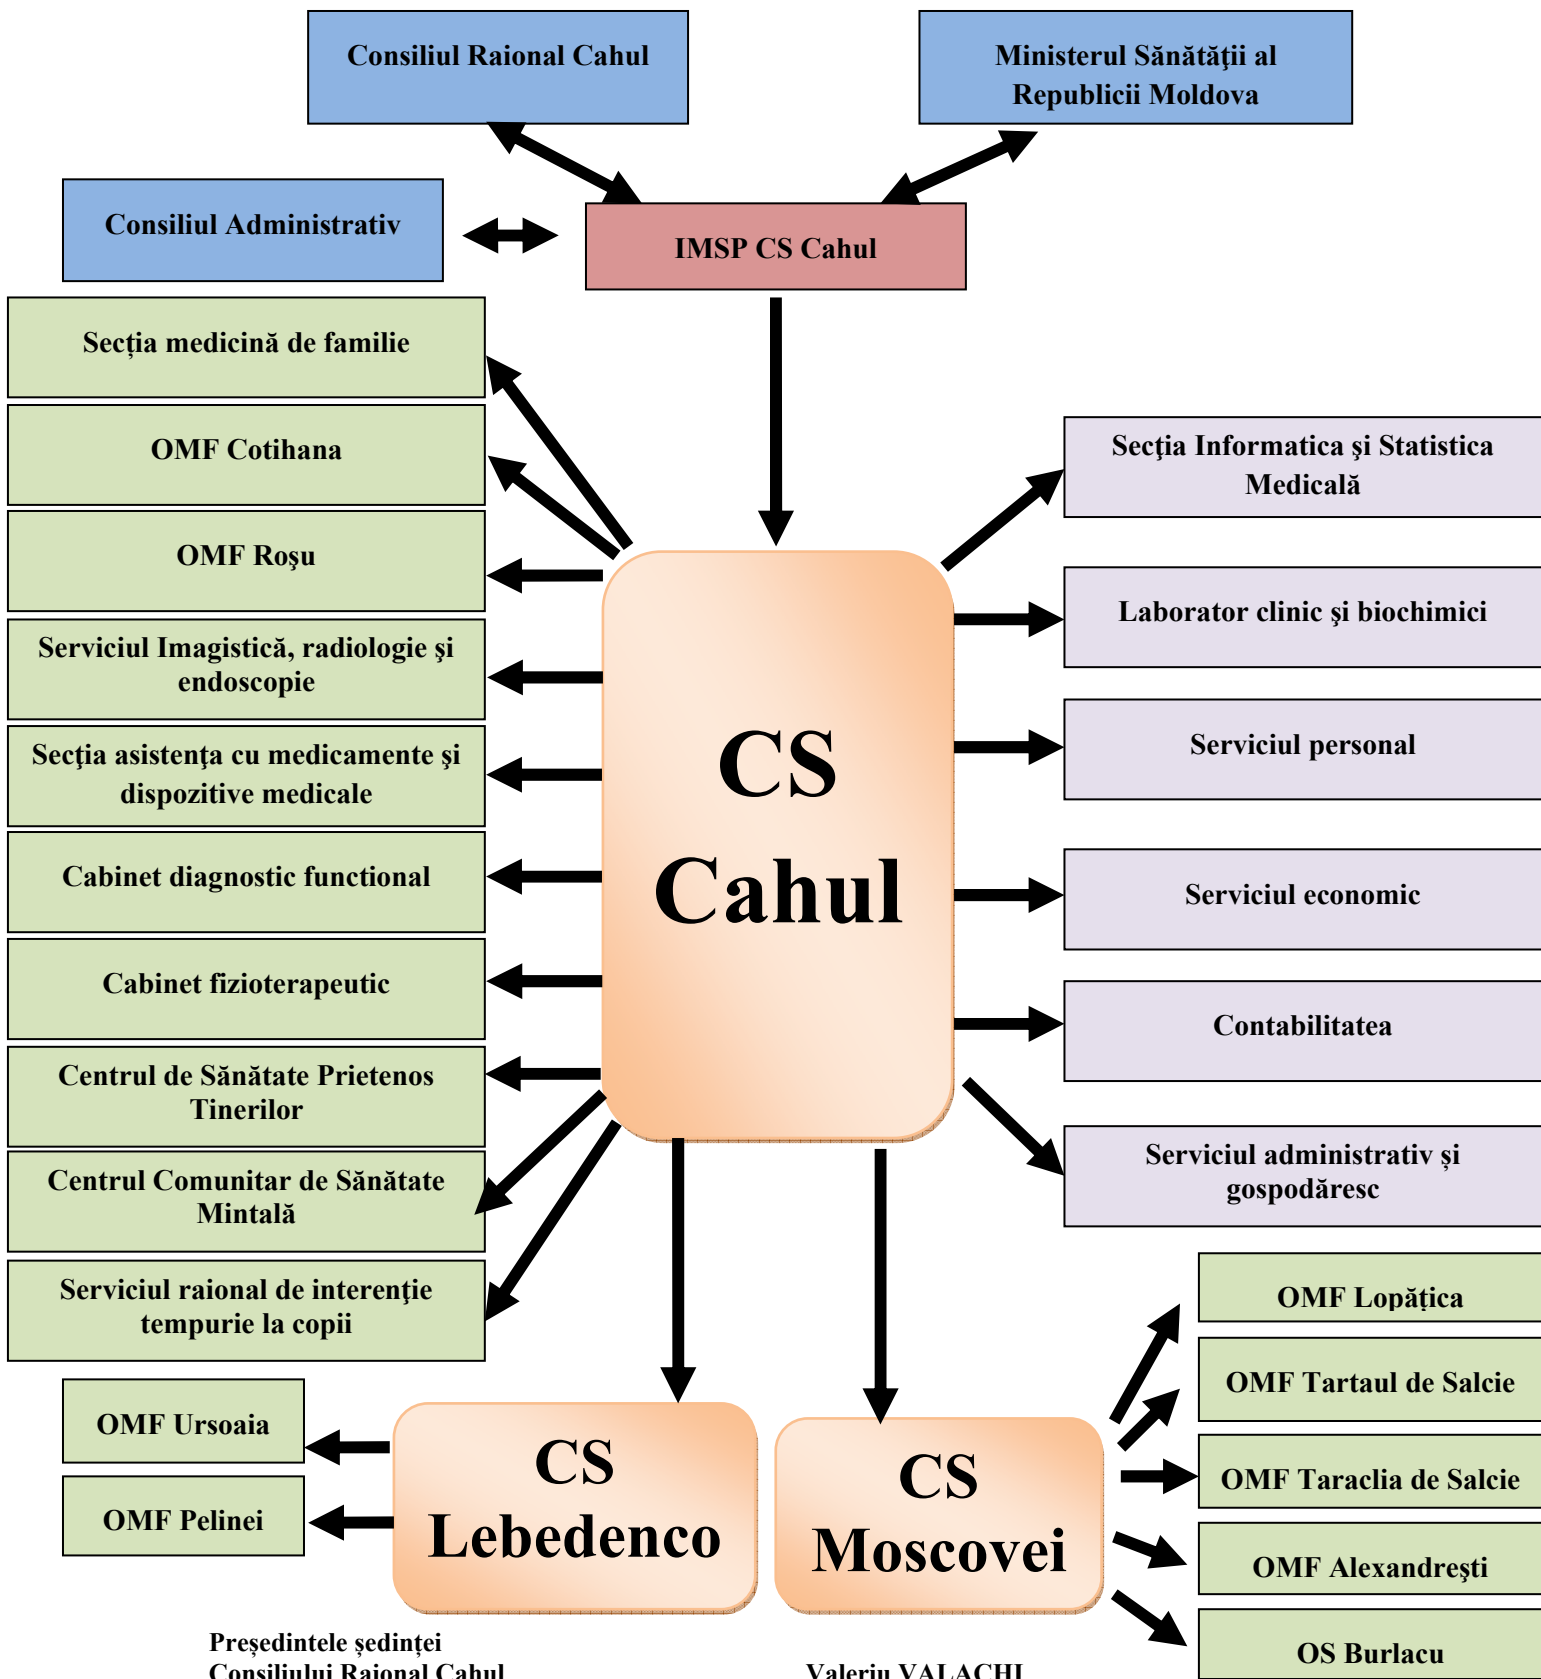 Consiliul Raional Cahul
Ministerul Sănătăţii al
Republicii Moldova
Consiliul Administrativ
IMSP CS Cahul
Secția medicină de familie
OMF Cotihana
OMF Roşu
Serviciul Imagistică, radiologie şi
endoscopie
Secţia asistenţa cu medicamente şi
dispozitive medicale
Cabinet diagnostic functional
Cabinet fizioterapeutic
Centrul de Sănătate Prietenos
Tinerilor
Centrul Comunitar de Sănătate
Mintală
Serviciul raional de interenţie
tempurie la copii
CS
Cahul
Secţia Informatica şi Statistica
Medicală
Laborator clinic şi biochimici
Serviciul personal
Serviciul economic
Contabilitatea
Serviciul administrativ și
gospodăresc
OMF Ursoaia
OMF Pelinei
CS
Lebedenco
CS
Moscovei
OMF Lopățica
OMF Tartaul de Salcie
OMF Taraclia de Salcie
OMF Alexandreşti
OS Burlacu
Președintele ședinței
Consiliului Raional Cahul
Valeriu VALACHI